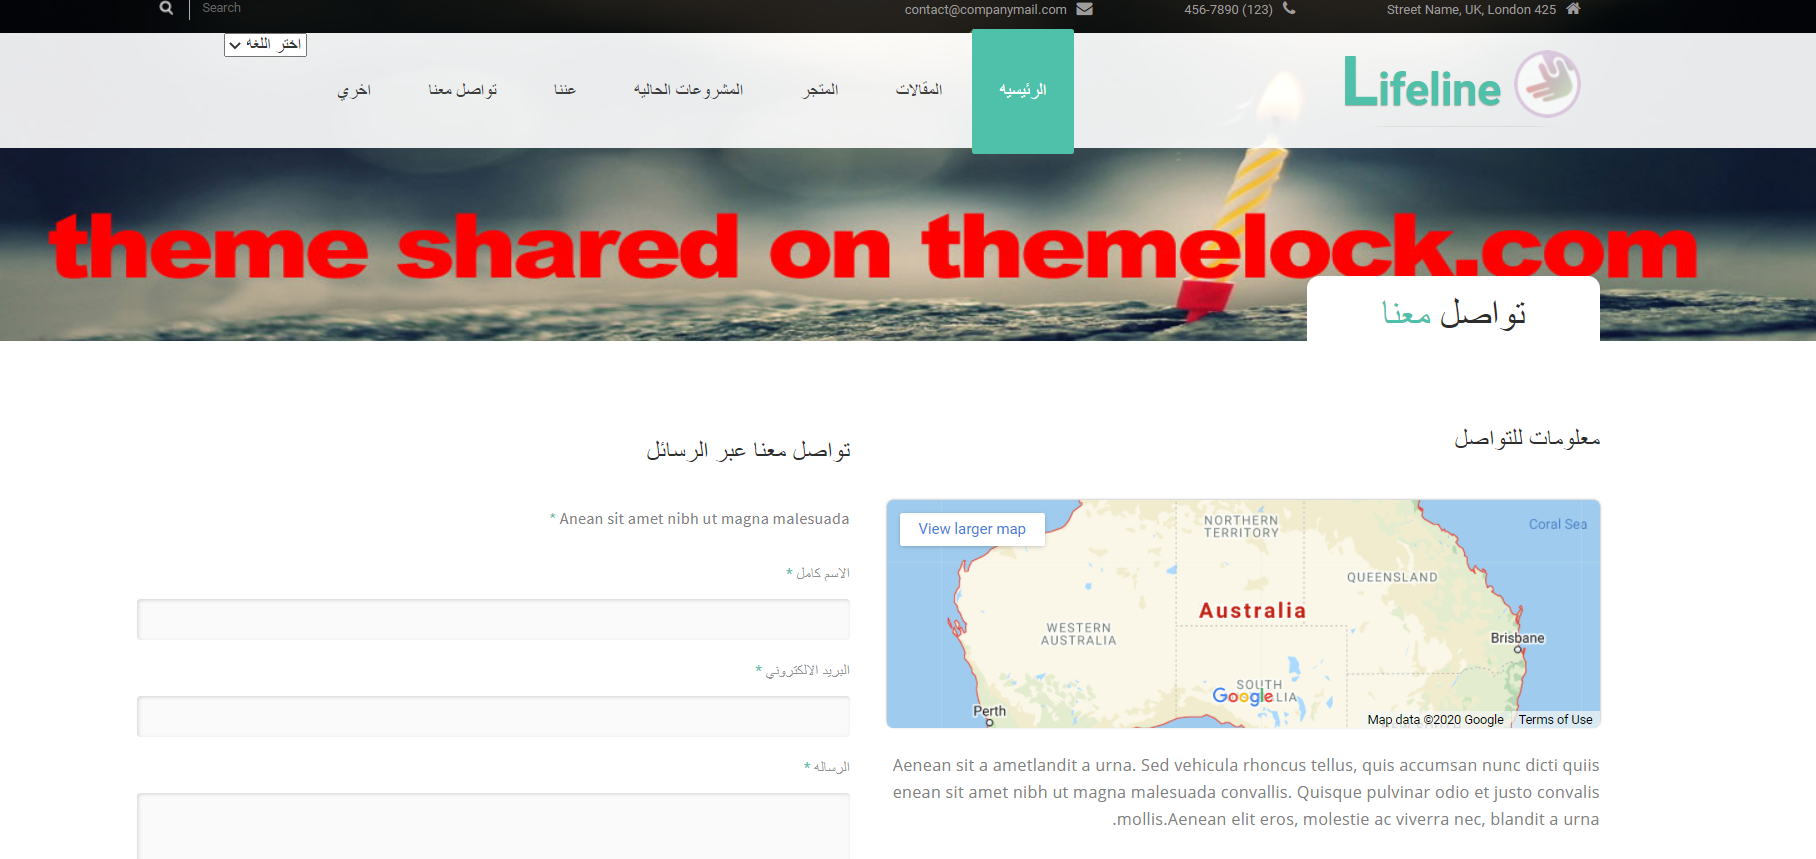 Street Name, UK, London 425
456-7890 (123)
contact@companymail.com
Search
اختر اللغه
Lifeline
الرئيسيه
المقالات
المتجر
المشروعات الحاليه
عننا
تواصل معنا
اخري
theme shared on themelock.com
تواصل معنا
معلومات للتواصل
View larger map
NORTHERN
TERRITORY
Coral Sea
QUEENSLAND
Australia
WESTERN
AUSTRALIA
Brisbane
SOUTH
Google
LIA
Perth
Map data ©2020 Google
Terms of Use
Aenean sit a ametlandit a urna. Sed vehicula rhoncus tellus, quis accumsan nunc dicti quiis
enean sit amet nibh ut magna malesuada convallis. Quisque pulvinar odio et justo convalis
.mollis.Aenean elit eros, molestie ac viverra nec, blandit a urna
تواصل معنا عبر الرسائل
* Anean sit amet nibh ut magna malesuada
الاسم كامل *
البريد الالكتروني *
الرساله *